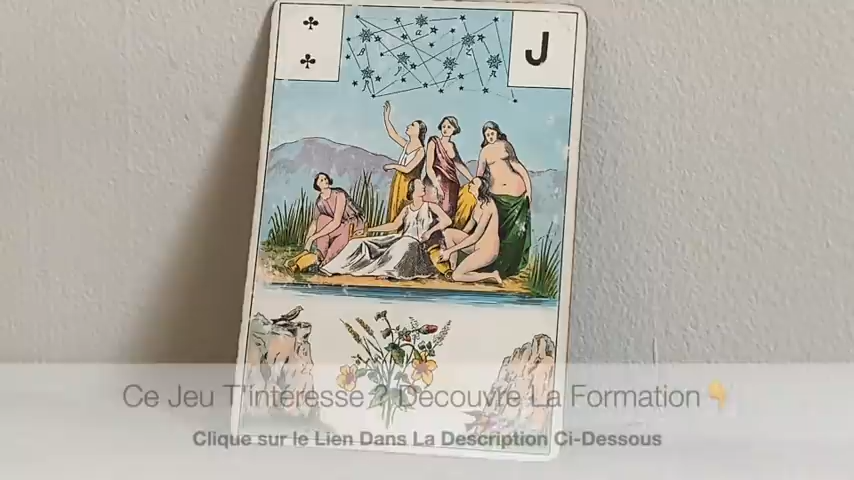 J
Ce Jeu T'intéresse ? Découvre La Formation👇
Clique sur le Lien Dans La Description Ci-Dessous